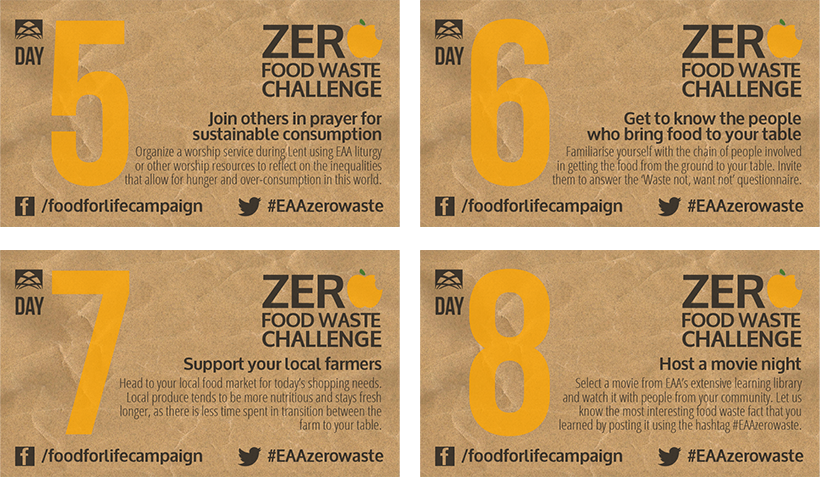 DAY 5
ZERO
FOOD WASTE
CHALLENGE
Join others in prayer for
sustainable consumption
Organize a worship service during Lent using EAA liturgy
or other worship resources to reflect on the inequalities
that allow for hunger and over-consumption in this world.
/foodforlifecampaign #EAAzerowaste
DAY 6
ZERO
FOOD WASTE
CHALLENGE
Get to know the people
who bring food to your table
Familiarise yourself with the chain of people involved
in getting the food from the ground to your table. Invite
them to answer the ‘Waste not, want not’ questionnaire.
/foodforlifecampaign #EAAzerowaste
DAY 7
ZERO
FOOD WASTE
CHALLENGE
Support your local farmers
Head to your local food market for today's shopping needs.
Local produce tends to be more nutritious and stays fresh
longer, as there is less time spent in transition between the
farm to your table.
/foodforlifecampaign #EAAzerowaste
DAY 8
ZERO
FOOD WASTE
CHALLENGE
Host a movie night
Select a movie from EAA's extensive learning library
and watch it with people from your community. Let us
know the most interesting food waste fact that you
learned by posting it using the hashtag #EAAzerowaste.
/foodforlifecampaign #EAAzerowaste